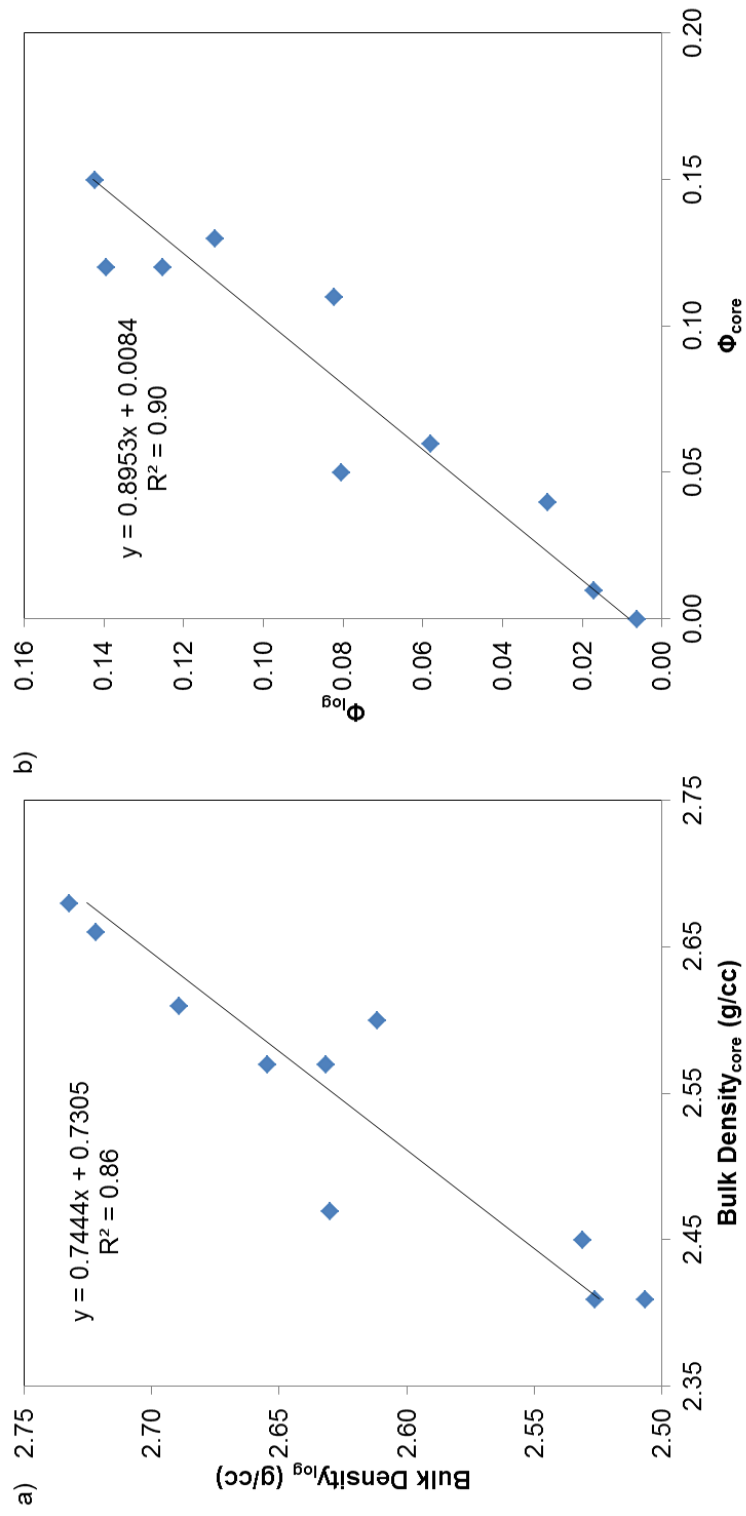 a)
y = 0.7444x + 0.7305
R² = 0.86
2.75
2.70
2.65
2.60
2.55
2.50
Bulk Density_log (g/cc)
2.35
2.45
2.55
2.65
2.75
Bulk Density_core (g/cc)
b)
y = 0.8953x + 0.0084
R² = 0.90
0.16
0.14
0.12
0.10
0.08
0.06
0.04
0.02
0.00
Φ_log
0.00
0.05
0.10
0.15
0.20
Φ_core